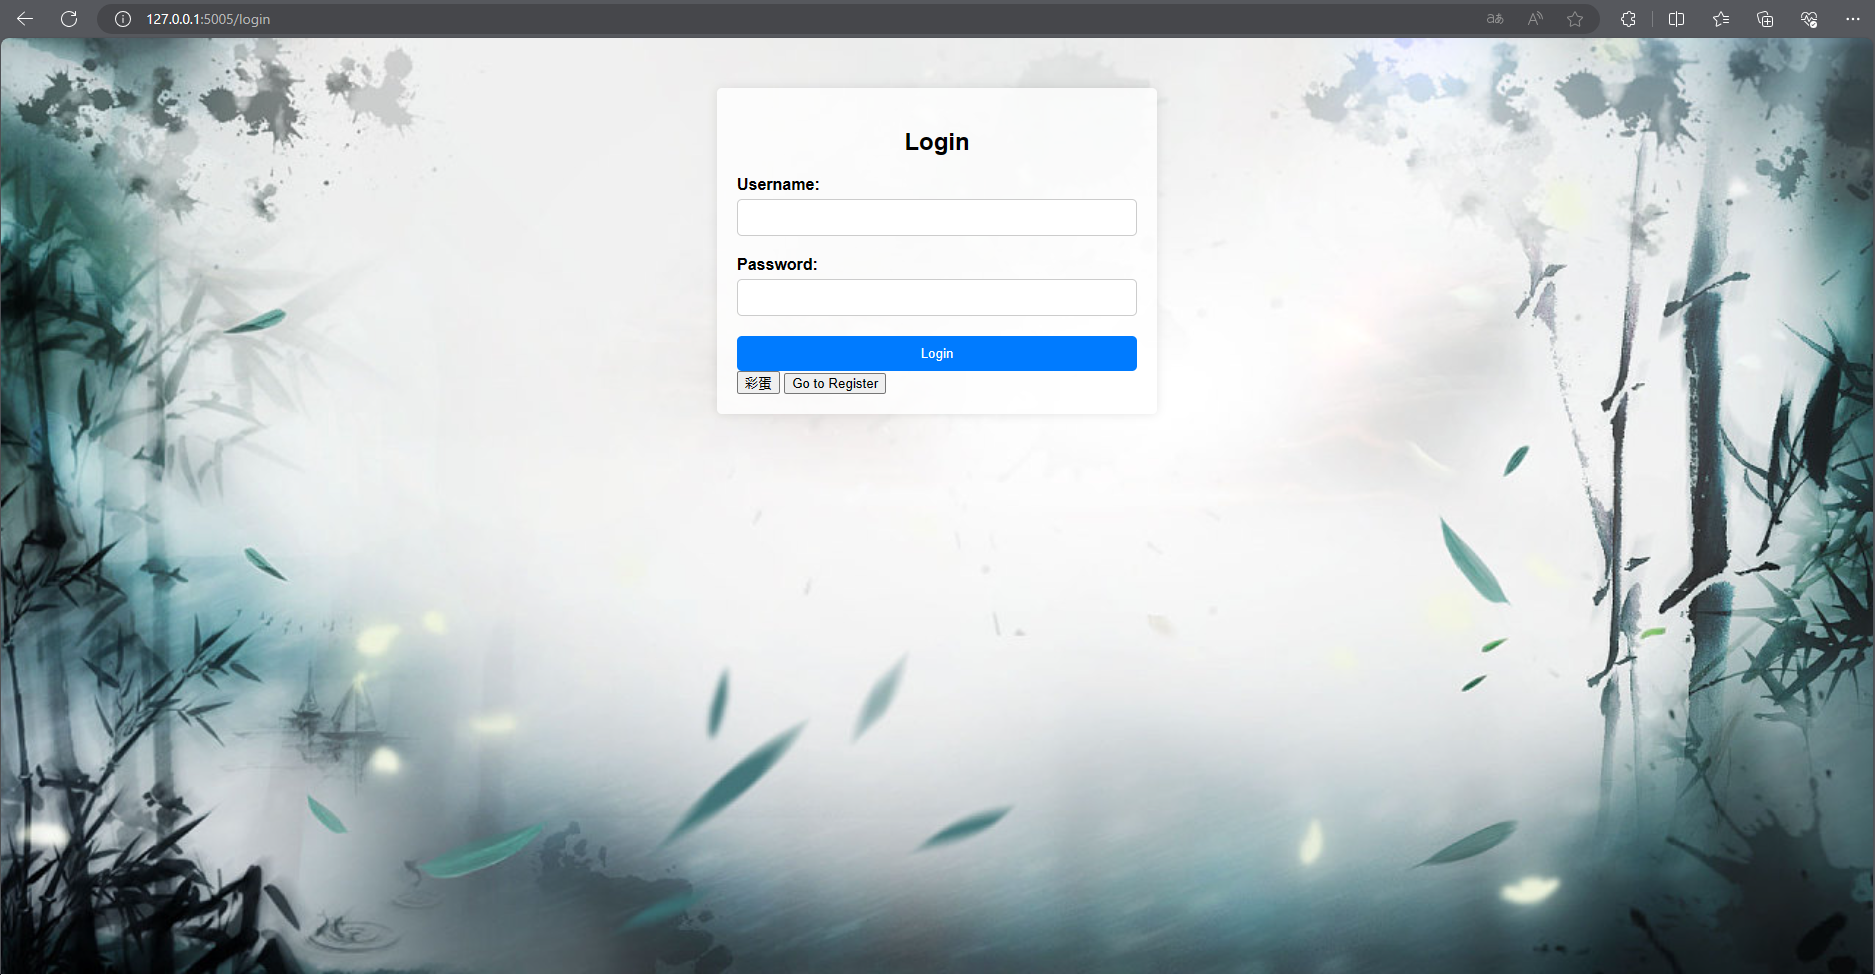 127.0.0.1:5005/login
Login
Username:
Password:
Login
彩蛋 Go to Register